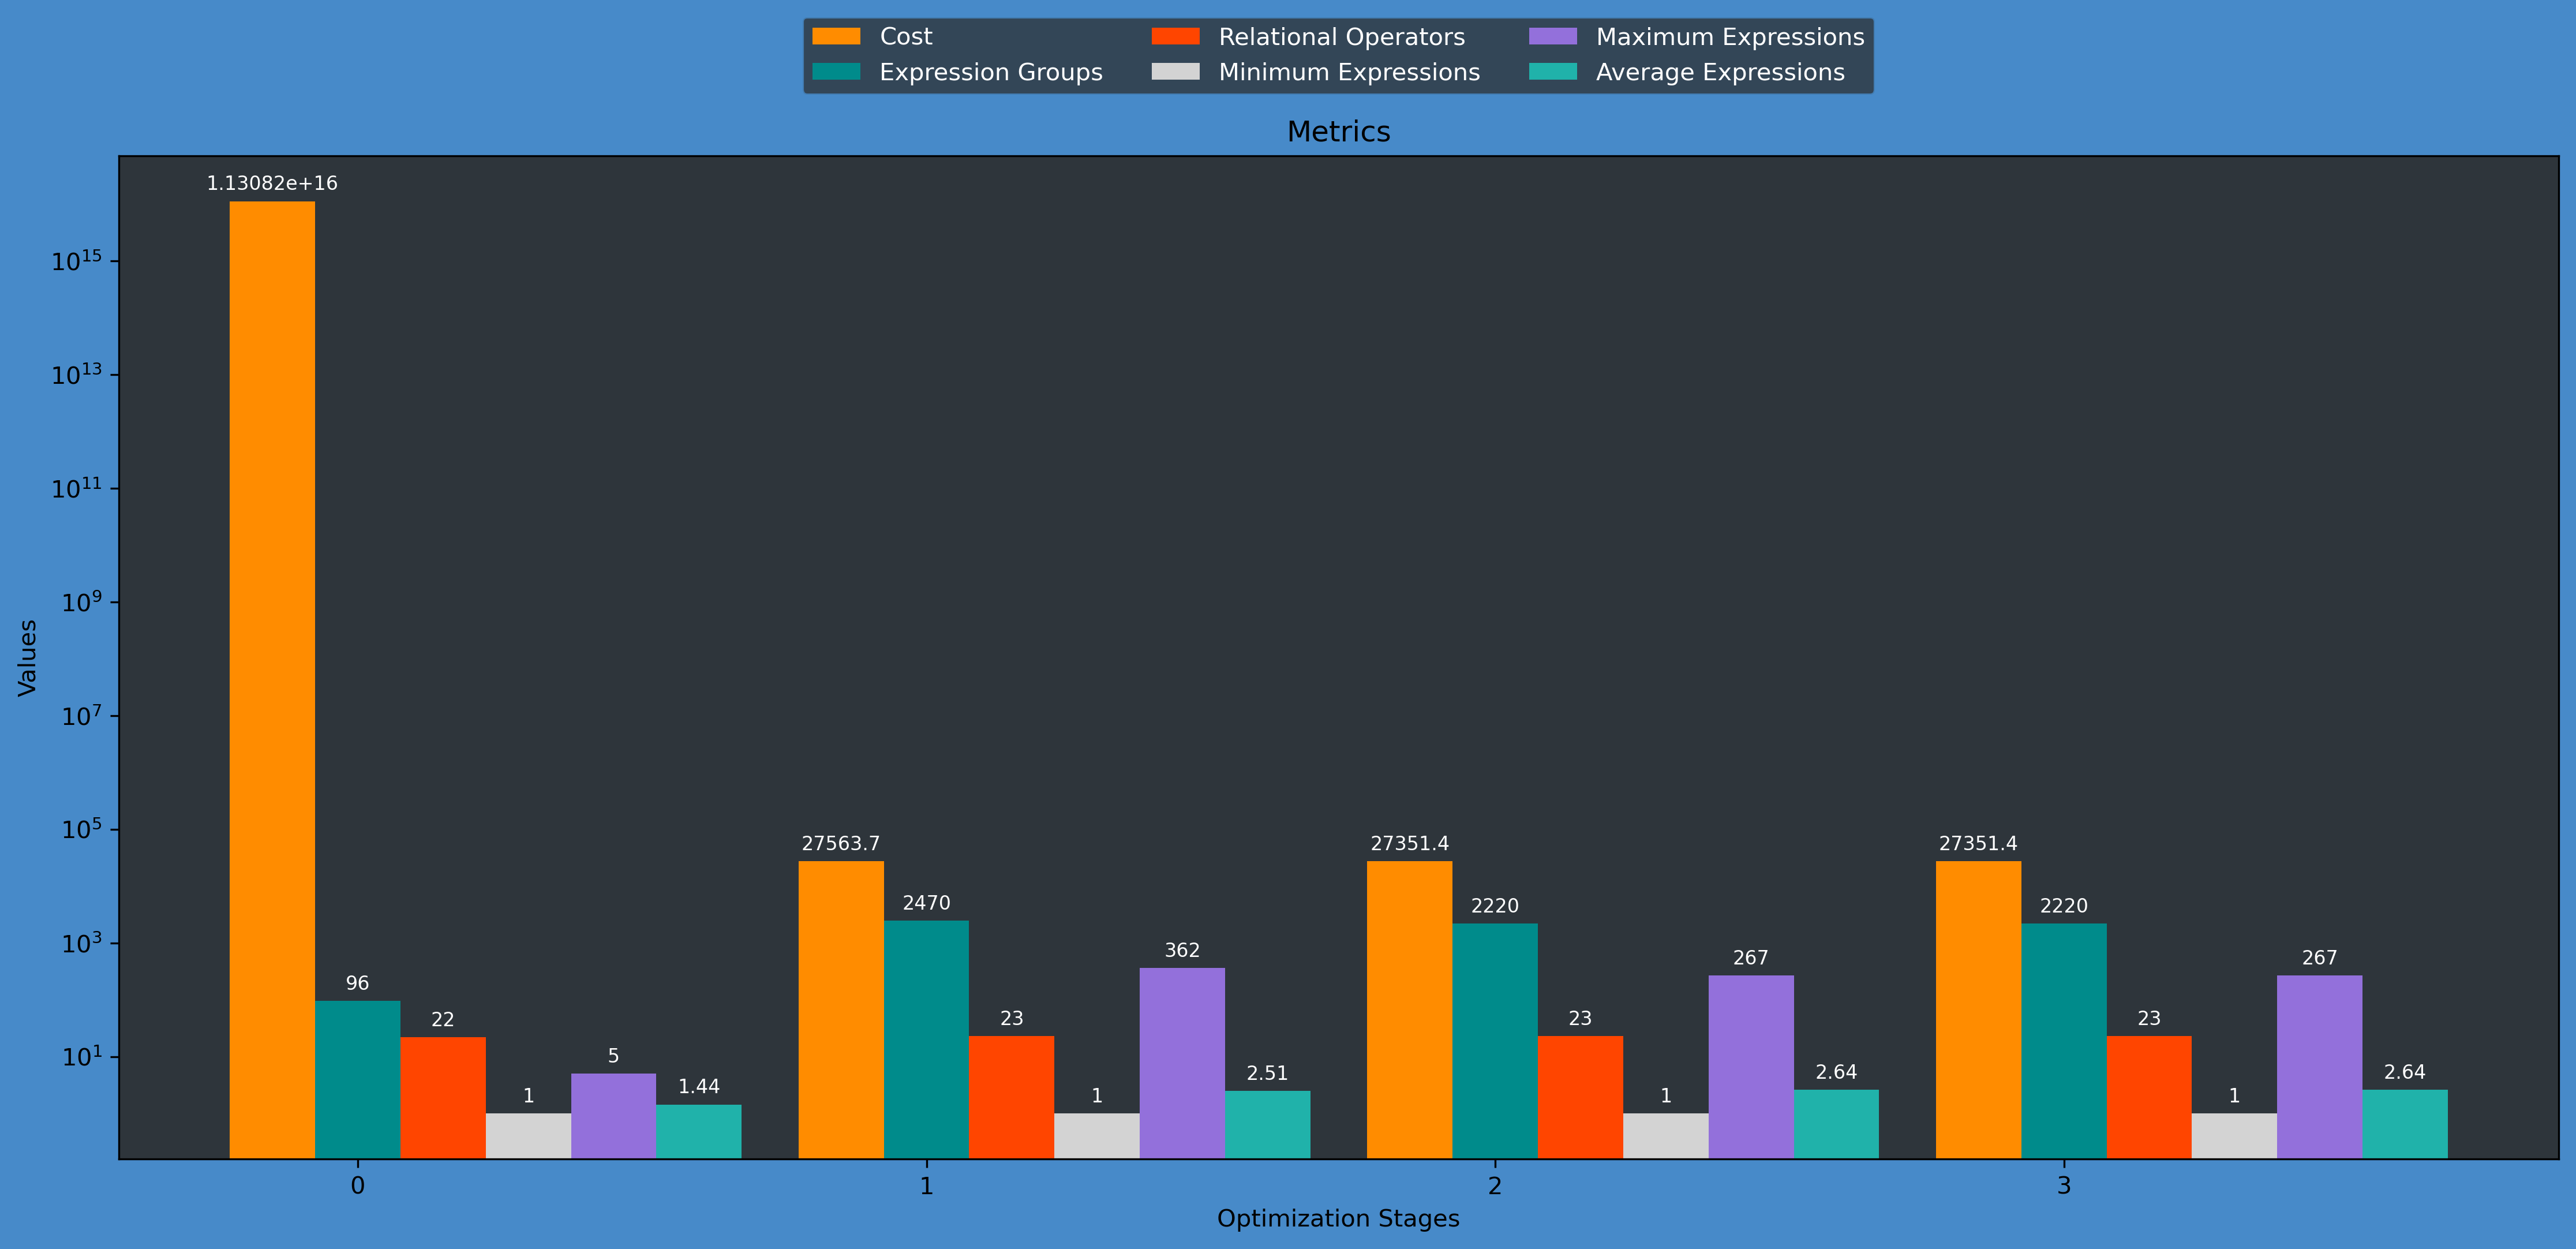 Cost
Expression Groups
Relational Operators
Minimum Expressions
Maximum Expressions
Average Expressions
Metrics
Values
10^15
10^13
10^11
10^9
10^7
10^5
10^3
10^1
1.13082e+16
96
22
1
5
1.44
27563.7
2470
23
1
362
2.51
27351.4
2220
23
1
267
2.64
27351.4
2220
23
1
267
2.64
0 1 2 3
Optimization Stages